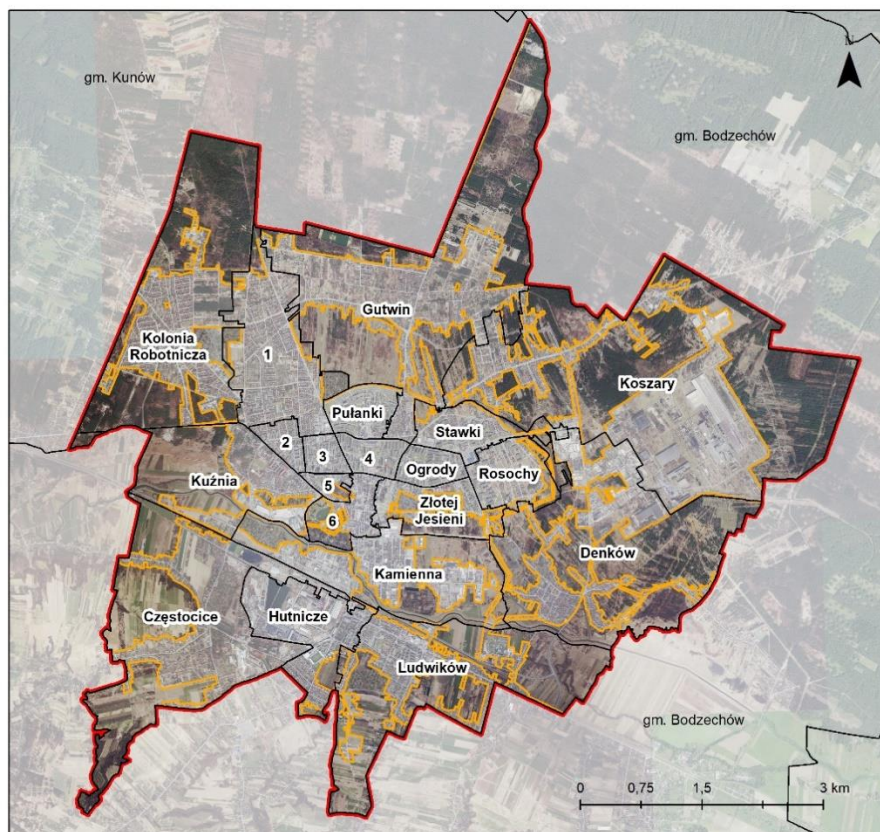 gm. Kunów
gm. Bodzechów
Gutwin
Kolonia
Robotnicza
1
Koszary
Pułanki
Stawki
2
3
4
Ogrody
Rosochy
Kuźnia
5
Złotej
Jesieni
6
Denków
Kamienna
Częstocice
Hutnicze
Ludwików
gm. Bodzechów
0 0,75 1,5 3 km